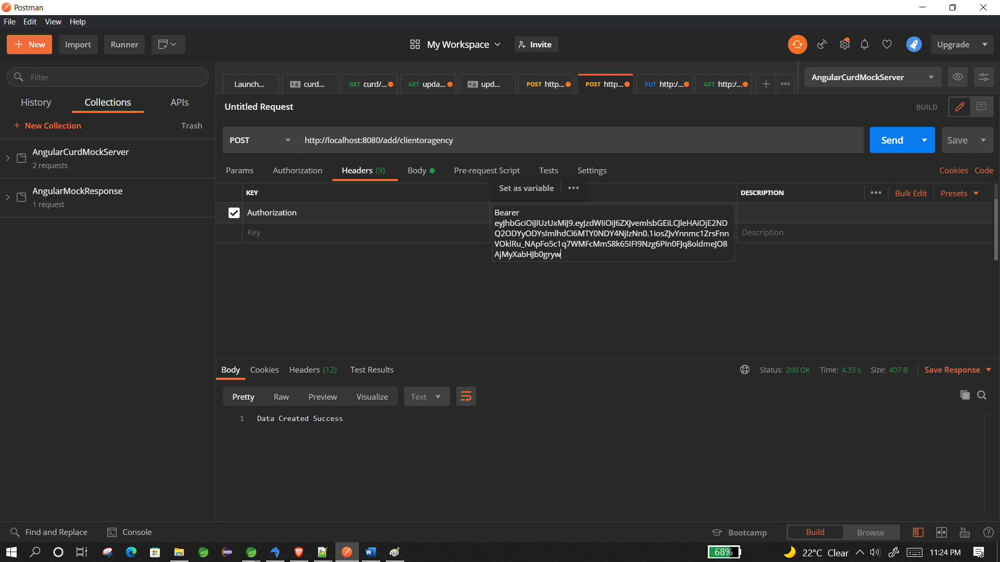 Postman
File Edit View Help
New Import Runner My Workspace Invite Upgrade
Filter
History Collections APIs
New Collection Trash
AngularCurdMockServer
2 requests
AngularMockResponse
1 request
Launch... e.g. curd... GET curd/... GET upda... e.g. upd... POST http... POST http... PUT http:/... GET http:/... AngularCurdMockServer
Untitled Request BUILD
POST http://localhost:8080/add/clientoragency Send Save
Params Authorization Headers (9) Body Pre-request Script Tests Settings Cookies Code
Set as variable
KEY DESCRIPTION Bulk Edit Presets
Authorization
Bearer
eyJhbGciOiJIUzUxMiJ9.eyJzdWIiOiJ6ZXJvemlsbGEiLCJleHAiOjE2ND
Q2ODYyODYsImlhdCI6MTY0NDY4NjIzNn0.1iosZJvYnnmc1ZrsFnn
VOklRu_NApFo5c1q7WMFcMmS8k65IFI9Nzg6PIn0FJq8oldmeJO8
AjMyXabHJb0gryw
Key Description
Body Cookies Headers (12) Test Results Status: 200 OK Time: 4.33 s Size: 407 B Save Response
Pretty Raw Preview Visualize Text
1 Data Created Success
Find and Replace Console Bootcamp Build Browse
68% 22°C Clear 11:24 PM